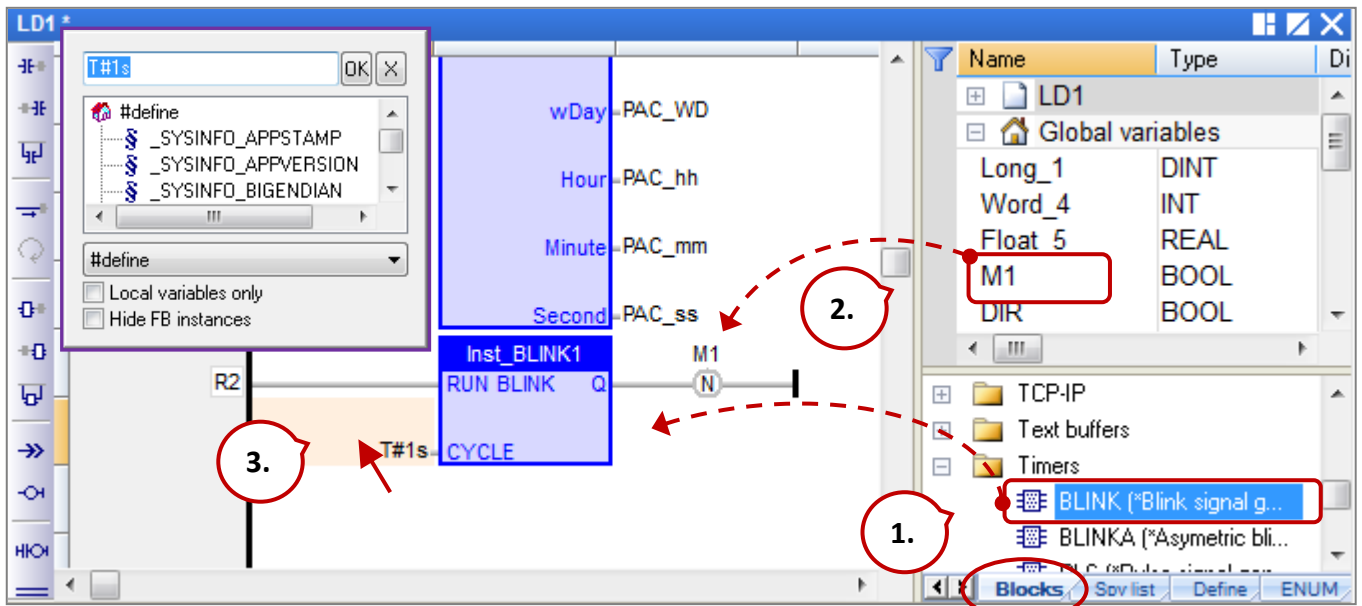 LD1 *
T#1s
OK
X
#define
_SYSINFO_APPSTAMP
_SYSINFO_APPVERSION
_SYSINFO_BIGENDIAN
#define
Local variables only
Hide FB instances
wDay PAC_WD
Hour PAC_hh
Minute PAC_mm
Second PAC_ss
Inst_BLINK1 M1
R2 RUN BLINK Q N
T#1s CYCLE
1.
2.
3.
Name Type Di
LD1
Global variables
Long_1 DINT
Word_4 INT
Float_5 REAL
M1 BOOL
DIR BOOL
TCP-IP
Text buffers
Timers
BLINK (*Blink signal g...
BLINKA (*Asymetric bli...
Blocks Spy list Define ENUM